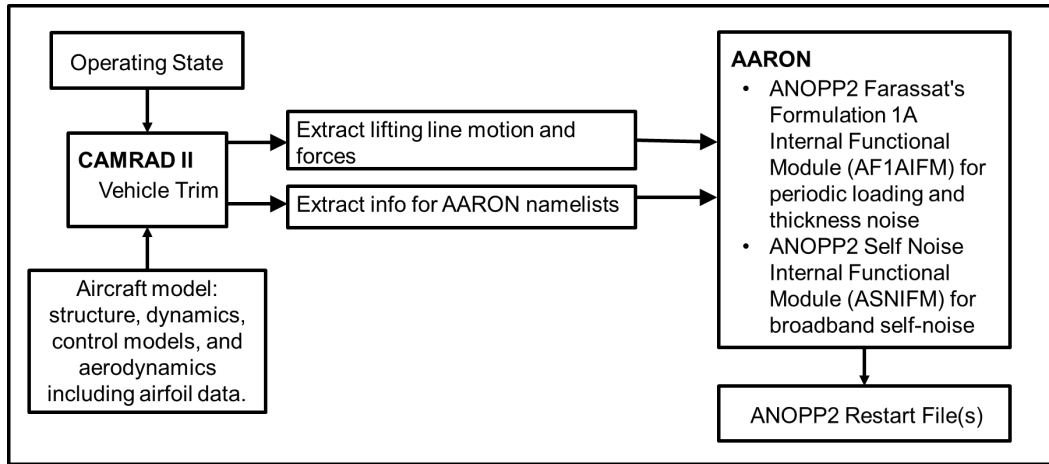 Operating State
CAMRAD II
Vehicle Trim
Aircraft model:
structure, dynamics,
control models, and
aerodynamics
including airfoil data.
Extract lifting line motion and
forces
Extract info for AARON namelists
AARON
• ANOPP2 Farassat's
Formulation 1A
Internal Functional
Module (AF1AIFM) for
periodic loading and
thickness noise
• ANOPP2 Self Noise
Internal Functional
Module (ASNIFM) for
broadband self-noise
ANOPP2 Restart File(s)